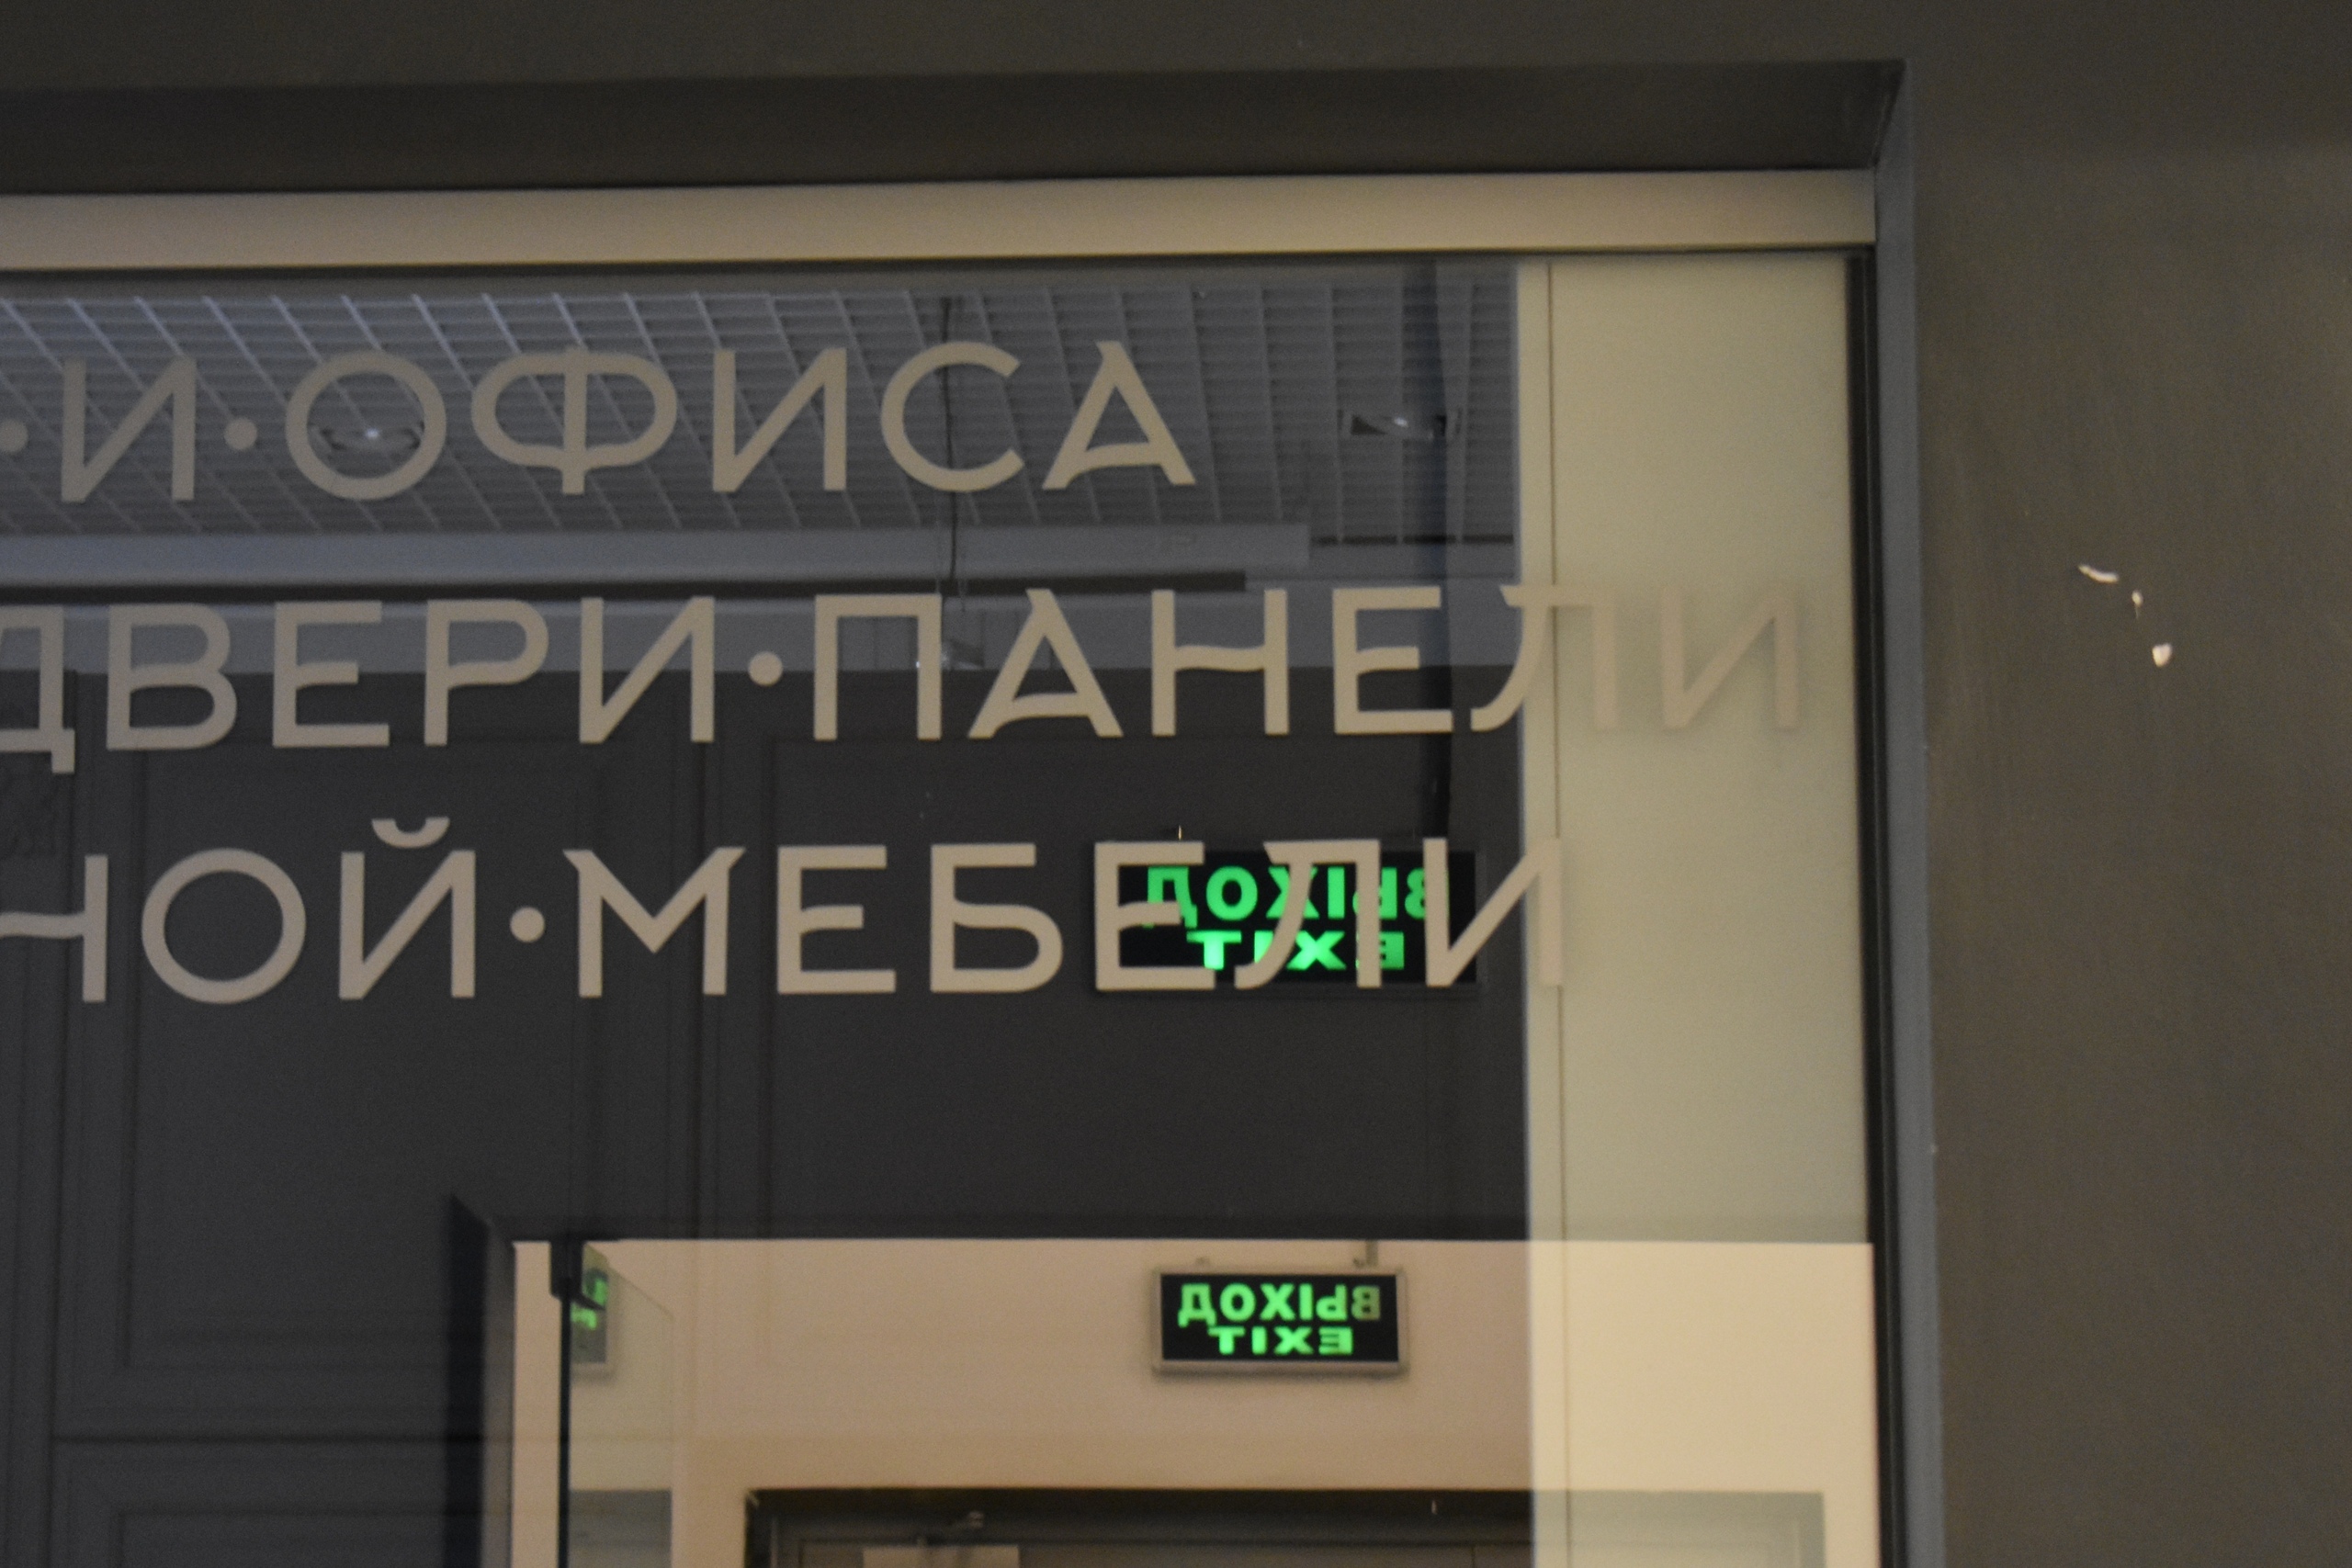 ·И·ОФИСА
ДВЕРИ·ПАНЕЛИ
НОЙ·МЕБЕЛИ
ВЫХОД
EXIT
ВЫХОД
EXIT